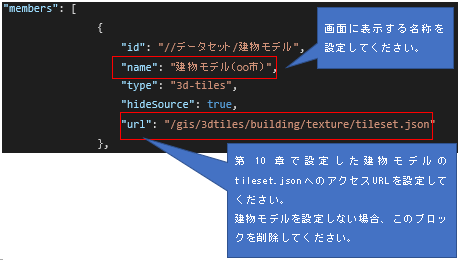 "members": [
{
"id": "//データセット/建物モデル",
"name": "建物モデル(oo市)",
"type": "3d-tiles",
"hideSource": true,
"url": "/gis/3dtiles/building/texture/tileset.json"
},
画面に表示する名称を
設定してください。
第 10 章で設定した建物モデルの
tileset.jsonへのアクセスURLを設定して
ください。
建物モデルを設定しない場合、このブロッ
クを削除してください。